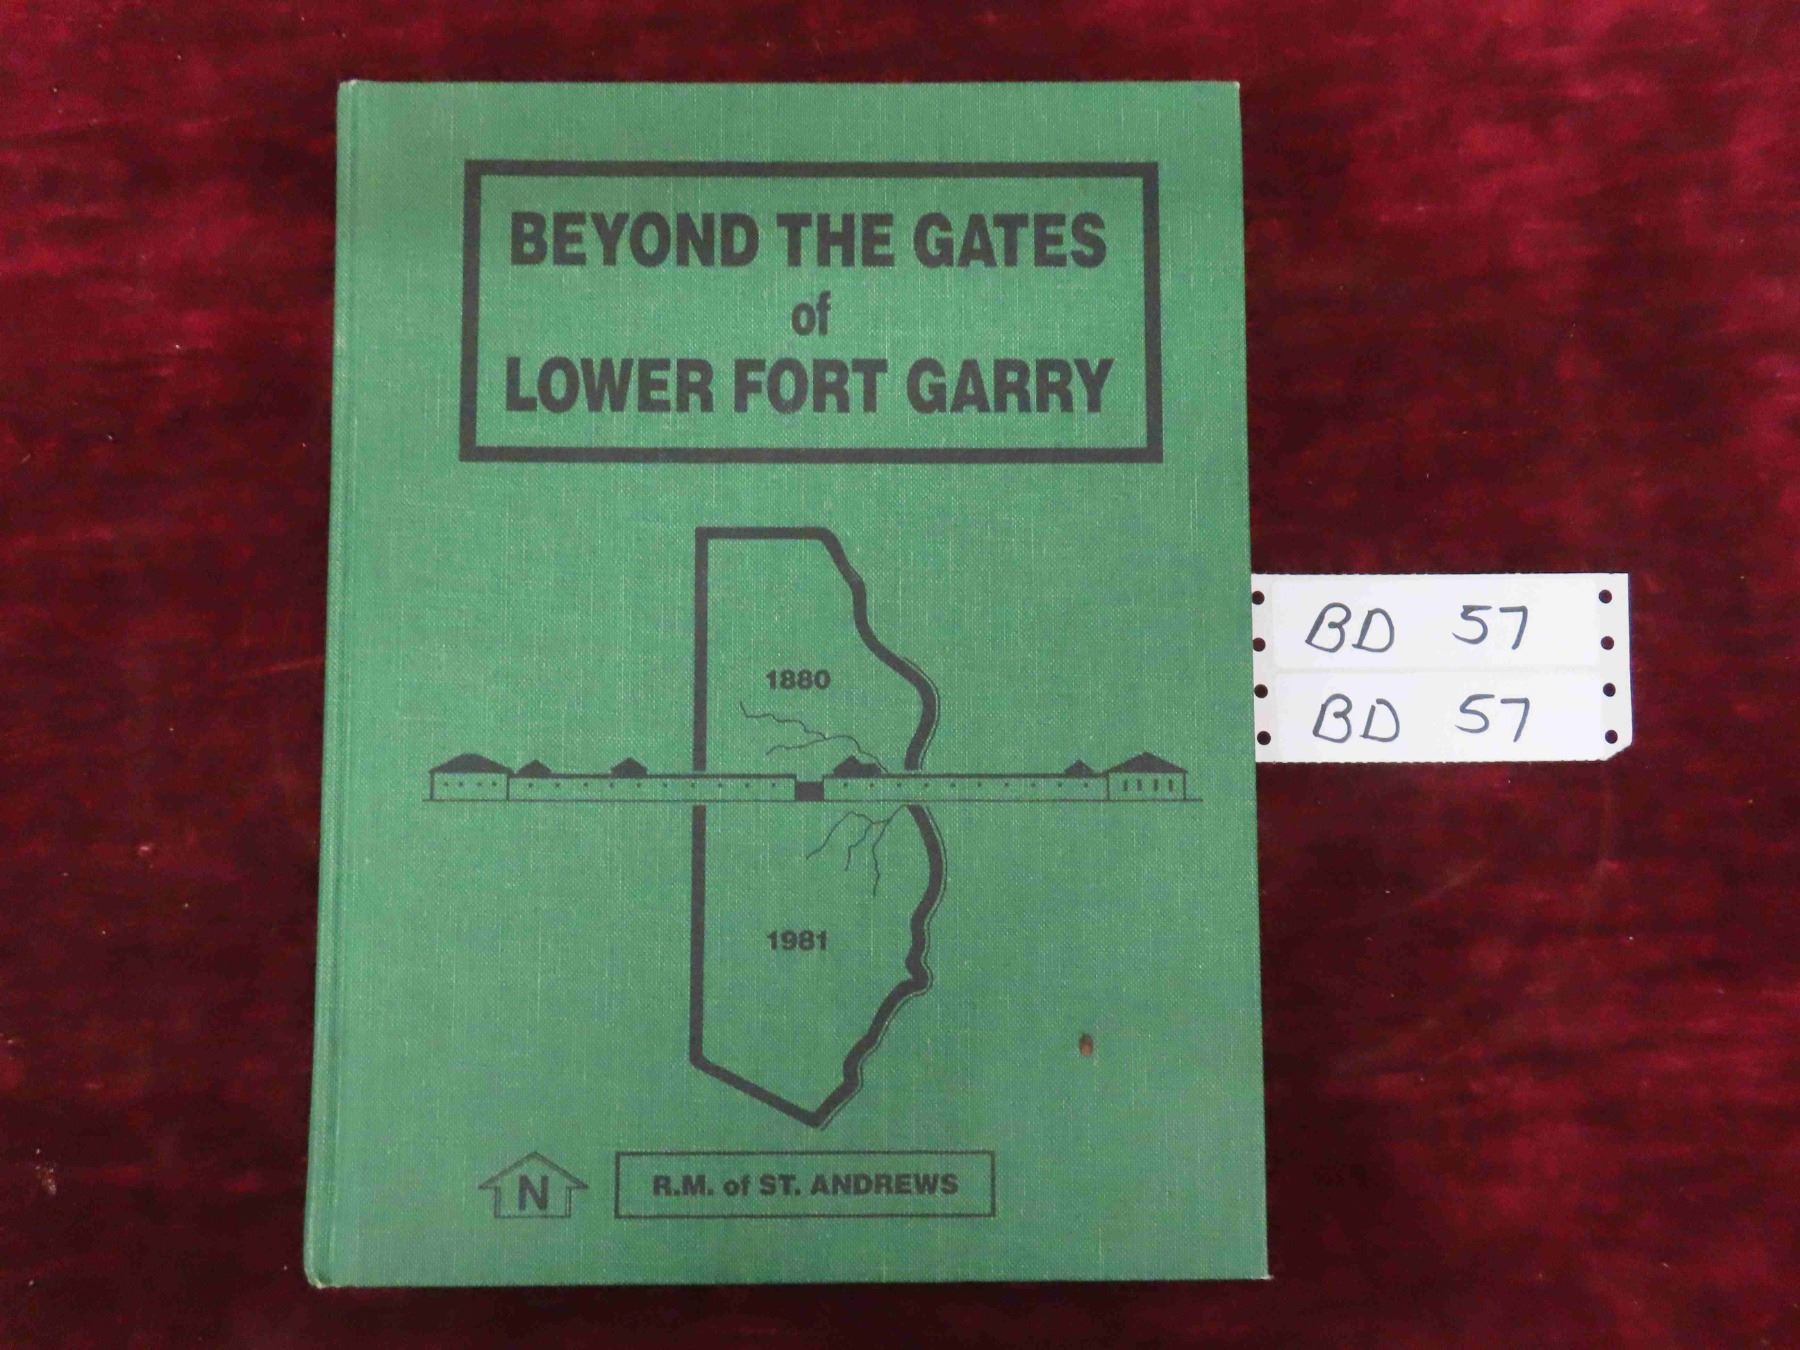 BEYOND THE GATES
of
LOWER FORT GARRY
1880
1981
N
R.M. of ST. ANDREWS
BD 57
BD 57